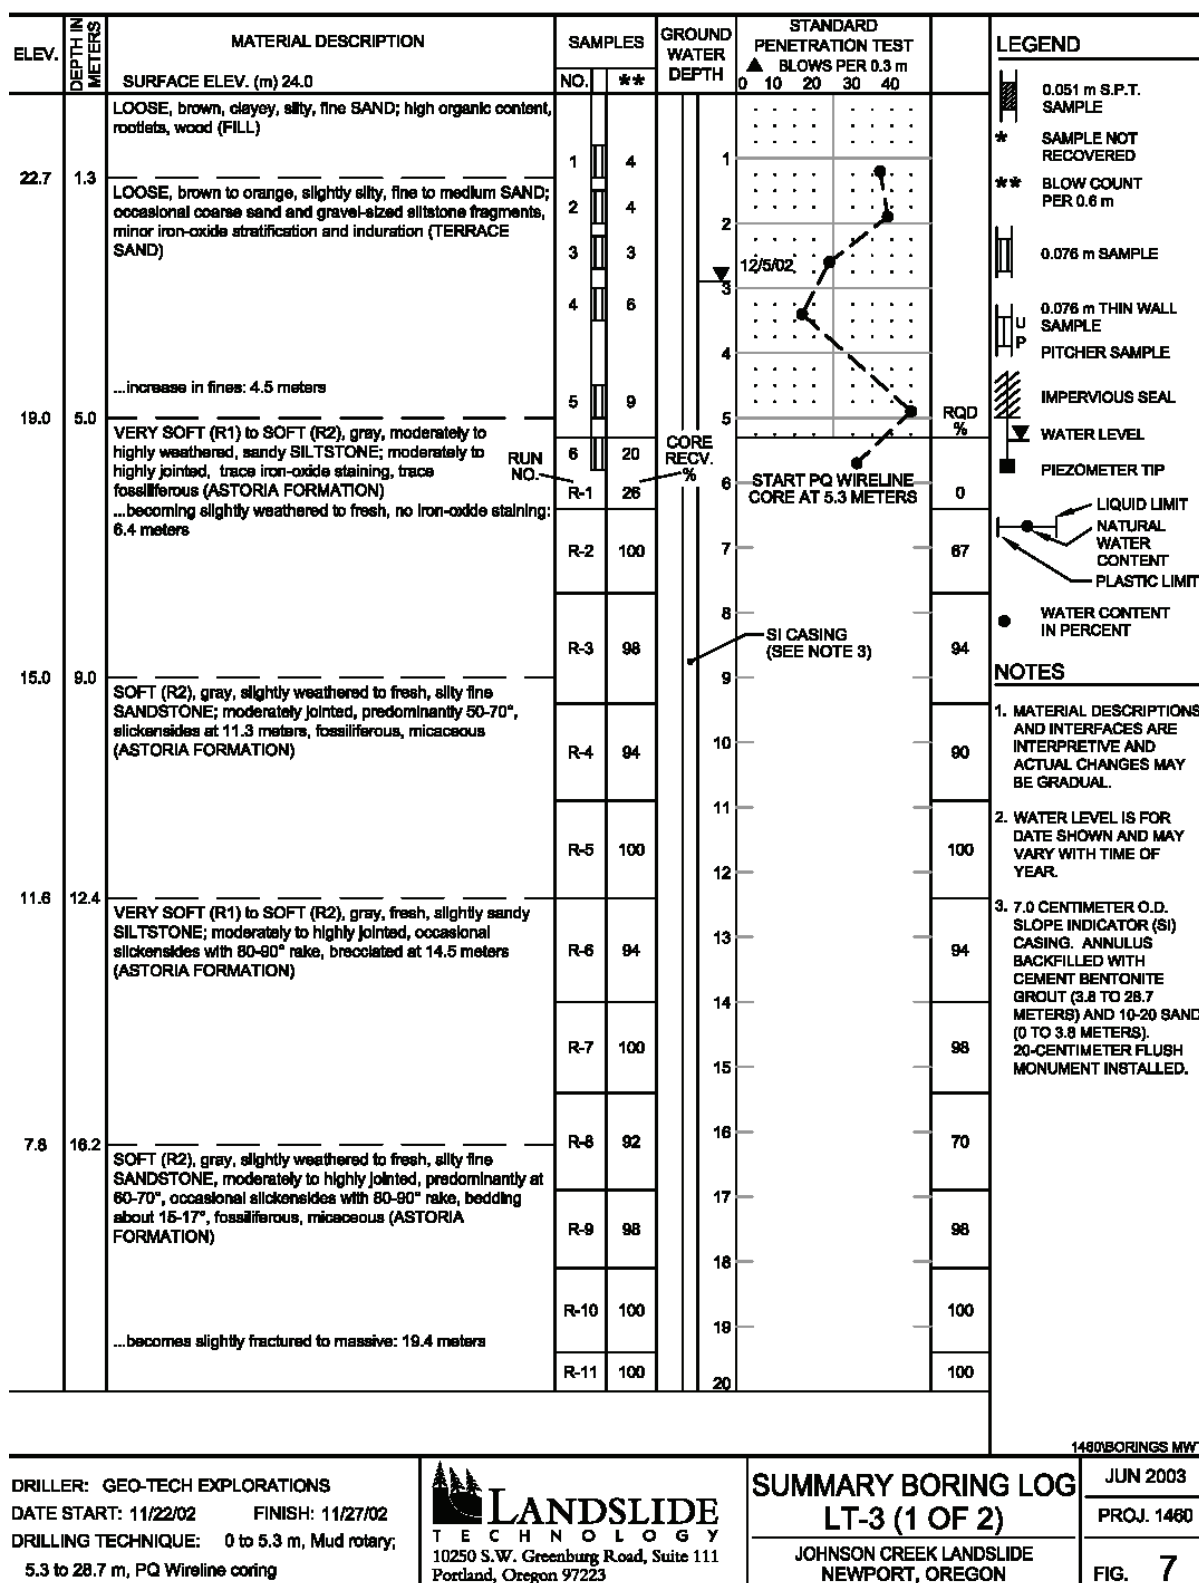 ELEV.
DEPTH IN
METERS
MATERIAL DESCRIPTION
SURFACE ELEV. (m) 24.0
SAMPLES
NO. **
GROUND
WATER
DEPTH
STANDARD
PENETRATION TEST
▲ BLOWS PER 0.3 m
0 10 20 30 40
LOOSE, brown, clayey, silty, fine SAND; high organic content,
rootlets, wood (FILL)
1 4
1
22.7 1.3
LOOSE, brown to orange, slightly silty, fine to medium SAND;
occasional coarse sand and gravel-sized siltstone fragments,
minor iron-oxide stratification and induration (TERRACE
SAND)
2 4
2
3 3
12/5/02
3
4 6
4
...increase in fines: 4.5 meters
5 9
19.0 5.0
5
RQD
%
VERY SOFT (R1) to SOFT (R2), gray, moderately to
highly weathered, sandy SILTSTONE; moderately to
highly jointed, trace iron-oxide staining, trace
fossiliferous (ASTORIA FORMATION)
...becoming slightly weathered to fresh, no iron-oxide staining:
6.4 meters
RUN
NO.
6 20
CORE
RECV.
%
START PQ WIRELINE
CORE AT 5.3 METERS
6
R-1 26
0
R-2 100
7
67
8
SI CASING
(SEE NOTE 3)
R-3 98
94
15.0 9.0
9
SOFT (R2), gray, slightly weathered to fresh, silty fine
SANDSTONE; moderately jointed, predominantly 50-70°,
slickensides at 11.3 meters, fossiliferous, micaceous
(ASTORIA FORMATION)
R-4 94
10
90
11
R-5 100
100
12
11.6 12.4
VERY SOFT (R1) to SOFT (R2), gray, fresh, slightly sandy
SILTSTONE; moderately to highly jointed, occasional
slickensides with 80-90° rake, brecciated at 14.5 meters
(ASTORIA FORMATION)
R-6 94
13
94
14
R-7 100
98
15
7.8 16.2
R-8 92
16
70
SOFT (R2), gray, slightly weathered to fresh, silty fine
SANDSTONE, moderately to highly jointed, predominantly at
60-70°, occasional slickensides with 80-90° rake, bedding
about 15-17°, fossiliferous, micaceous (ASTORIA
FORMATION)
17
R-9 98
98
18
R-10 100
100
19
...becomes slightly fractured to massive: 19.4 meters
R-11 100
100
20
LEGEND
0.051 m S.P.T.
SAMPLE
* SAMPLE NOT
RECOVERED
** BLOW COUNT
PER 0.6 m
0.076 m SAMPLE
0.076 m THIN WALL
U SAMPLE
P PITCHER SAMPLE
IMPERVIOUS SEAL
WATER LEVEL
PIEZOMETER TIP
LIQUID LIMIT
NATURAL
WATER
CONTENT
PLASTIC LIMIT
WATER CONTENT
IN PERCENT
NOTES
1. MATERIAL DESCRIPTIONS
AND INTERFACES ARE
INTERPRETIVE AND
ACTUAL CHANGES MAY
BE GRADUAL.
2. WATER LEVEL IS FOR
DATE SHOWN AND MAY
VARY WITH TIME OF
YEAR.
3. 7.0 CENTIMETER O.D.
SLOPE INDICATOR (SI)
CASING. ANNULUS
BACKFILLED WITH
CEMENT BENTONITE
GROUT (3.8 TO 28.7
METERS) AND 10-20 SAND
(0 TO 3.8 METERS).
20-CENTIMETER FLUSH
MONUMENT INSTALLED.
1460\BORINGS MWT
DRILLER: GEO-TECH EXPLORATIONS
DATE START: 11/22/02 FINISH: 11/27/02
DRILLING TECHNIQUE: 0 to 5.3 m, Mud rotary;
5.3 to 28.7 m, PQ Wireline coring
LANDSLIDE
TECHNOLOGY
10250 S.W. Greenburg Road, Suite 111
Portland, Oregon 97223
SUMMARY BORING LOG
LT-3 (1 OF 2)
JOHNSON CREEK LANDSLIDE
NEWPORT, OREGON
JUN 2003
PROJ. 1460
FIG. 7